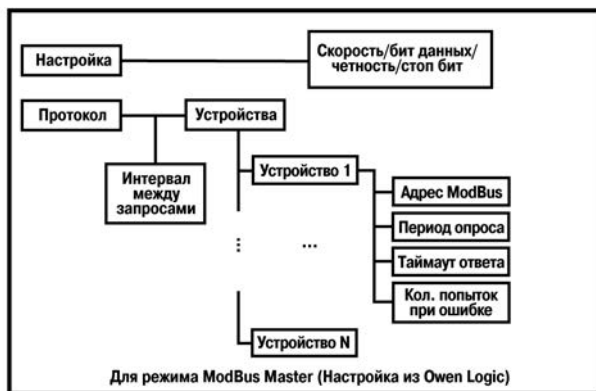 Настройка
Скорость/бит данных/
четность/стоп бит
Протокол
Устройства
Интервал
между
запросами
Устройство 1
Адрес ModBus
Период опроса
Таймаут ответа
Кол. попыток
при ошибке
...
...
Устройство N
Для режима ModBus Master (Настройка из Owen Logic)